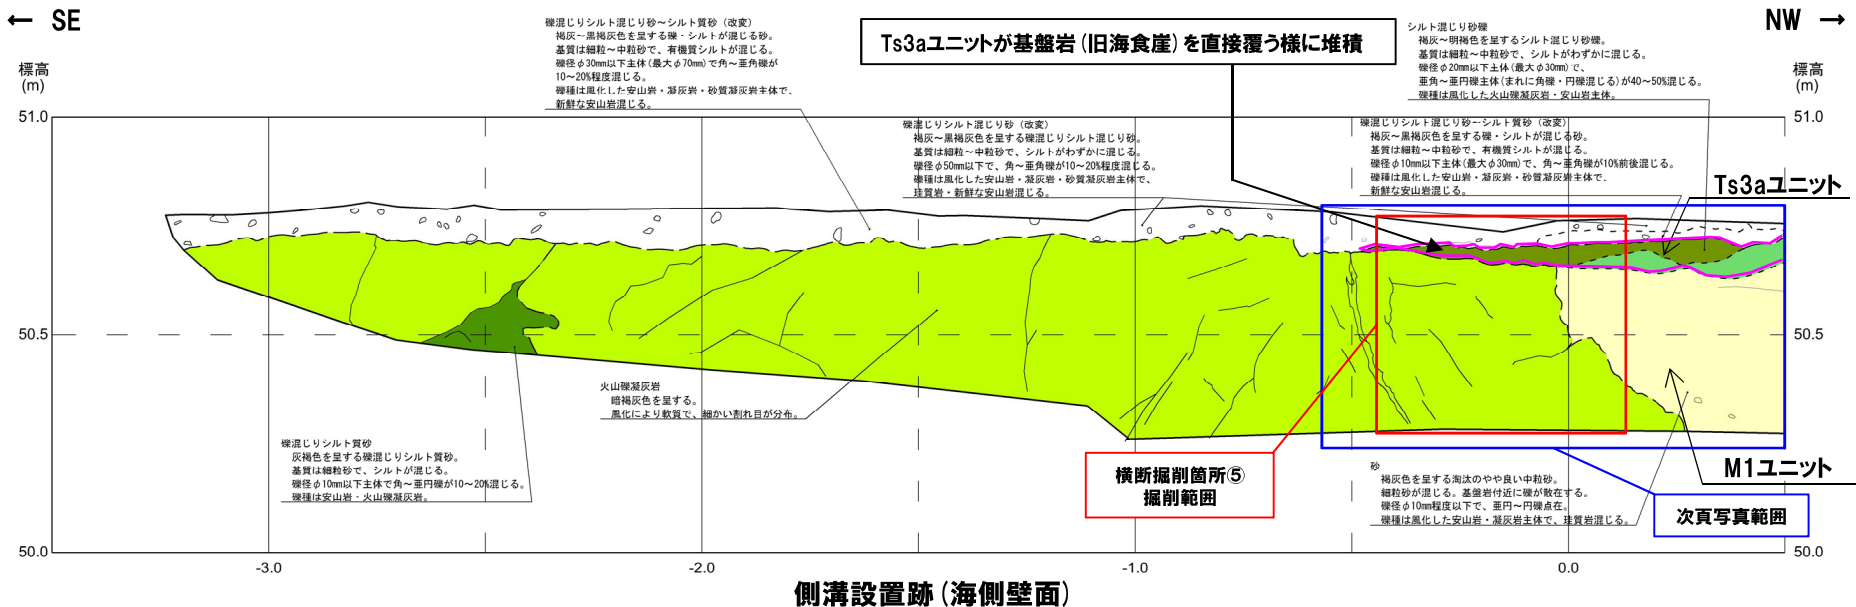 ← SE
NW →
標高
(m)
標高
(m)
礫混じりシルト混じり砂～シルト質砂（改変）
褐灰～黒褐灰色を呈する礫・シルトが混じる砂。
基質は細粒～中粒砂で、有機質シルトが混じる。
礫径φ30mm以下主体(最大φ70mm)で角～亜角礫が
10～20%程度混じる。
礫種は風化した安山岩・凝灰岩・砂質凝灰岩主体で、
新鮮な安山岩混じる。
Ts3aユニットが基盤岩(旧海食崖)を直接覆う様に堆積
シルト混じり砂礫
褐灰～明褐色を呈するシルト混じり砂礫。
基質は細粒～中粒砂で、シルトがわずかに混じる。
礫径φ20mm以下主体(最大φ30mm)で、
亜角～亜円礫主体(まれに角礫・円礫混じる)が40～50%混じる。
礫種は風化した火山礫凝灰岩・安山岩主体。
51.0
51.0
礫混じりシルト混じり砂（改変）
褐灰～黒褐灰色を呈する礫混じりシルト混じり砂。
基質は細粒～中粒砂で、シルトがわずかに混じる。
礫径φ50mm以下で、角～亜角礫が10～20%程度混じる。
礫種は風化した安山岩・凝灰岩・砂質凝灰岩主体で、
珪質岩・新鮮な安山岩混じる。
礫混じりシルト混じり砂～シルト質砂（改変）
褐灰～黒褐灰色を呈する礫・シルトが混じる砂。
基質は細粒～中粒砂で、有機質シルトが混じる。
礫径φ10mm以下主体(最大φ30mm)で、角～亜角礫が10%前後混じる。
礫種は風化した安山岩・凝灰岩・砂質凝灰岩主体で、
新鮮な安山岩混じる。
Ts3aユニット
50.5
50.5
火山礫凝灰岩
暗褐灰色を呈する。
風化により軟質で、細かい割れ目が分布。
礫混じりシルト質砂
灰褐色を呈する礫混じりシルト質砂。
基質は細粒砂で、シルトが混じる。
礫径φ10mm以下主体で角～亜円礫が10～20%混じる。
礫種は安山岩・火山礫凝灰岩。
横断掘削箇所⑤
掘削範囲
砂
褐灰色を呈する淘汰のやや良い中粒砂。
細粒砂が混じる。基盤岩付近に礫が散在する。
礫径φ10mm程度以下で、亜円～円礫点在。
礫種は風化した安山岩・凝灰岩主体で、珪質岩混じる。
M1ユニット
次頁写真範囲
50.0
50.0
-3.0
-2.0
-1.0
0.0
側溝設置跡(海側壁面)